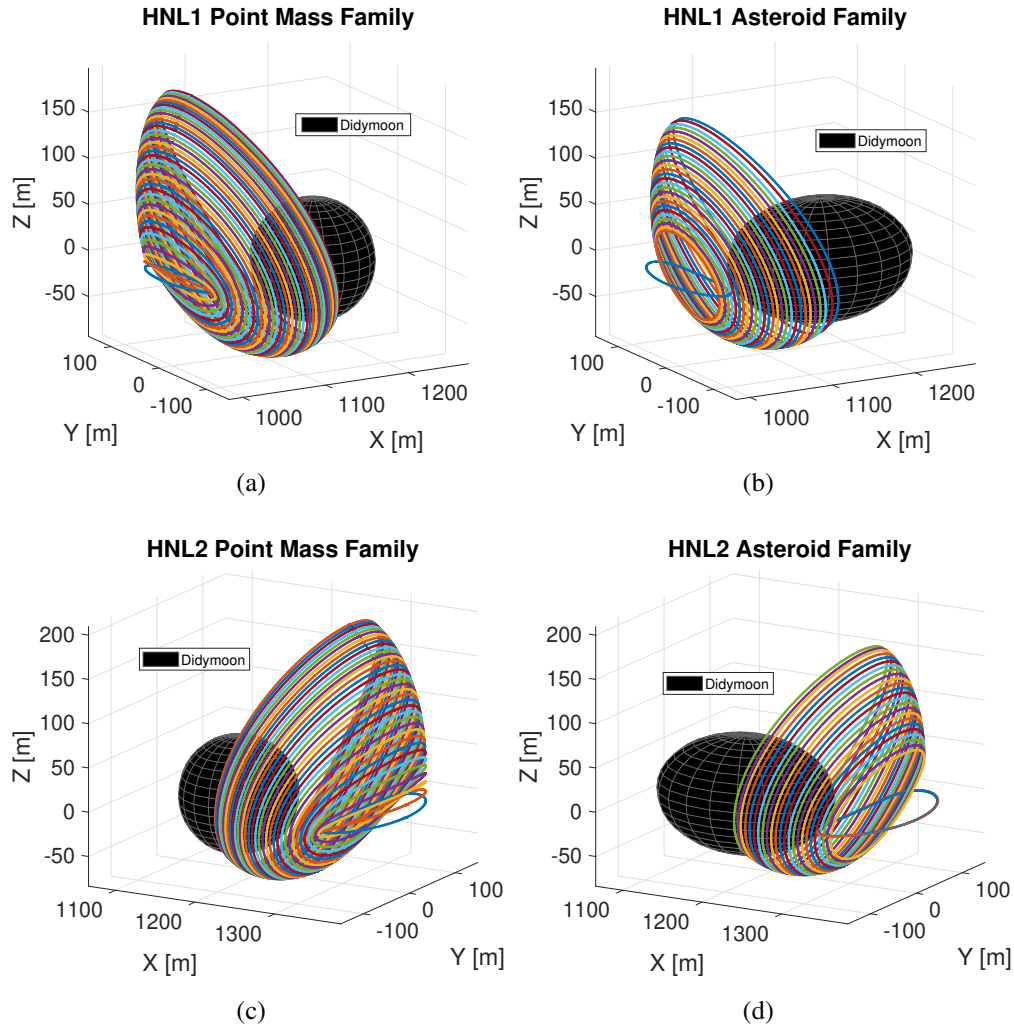 HNL1 Point Mass Family
150
100
50
0
-50
Z [m]
Didymoon
100
0
-100
Y [m]
1000
1100
1200
X [m]
(a)
HNL1 Asteroid Family
150
100
50
0
-50
Z [m]
Didymoon
100
0
-100
Y [m]
1000
1100
1200
X [m]
(b)
HNL2 Point Mass Family
200
150
100
50
0
-50
Z [m]
Didymoon
1100
1200
1300
X [m]
-100
0
100
Y [m]
(c)
HNL2 Asteroid Family
200
150
100
50
0
-50
Z [m]
Didymoon
1100
1200
1300
X [m]
-100
0
100
Y [m]
(d)